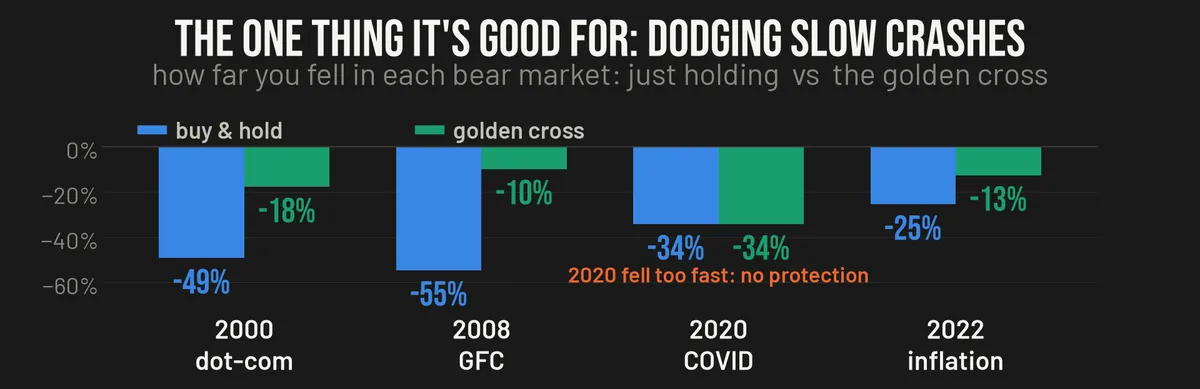 THE ONE THING IT'S GOOD FOR: DODGING SLOW CRASHES
how far you fell in each bear market: just holding vs the golden cross
buy & hold
golden cross
0%
−20%
−40%
−60%
-49%
-18%
-55%
-10%
-34%
-34%
-25%
-13%
2020 fell too fast: no protection
2000
dot-com
2008
GFC
2020
COVID
2022
inflation